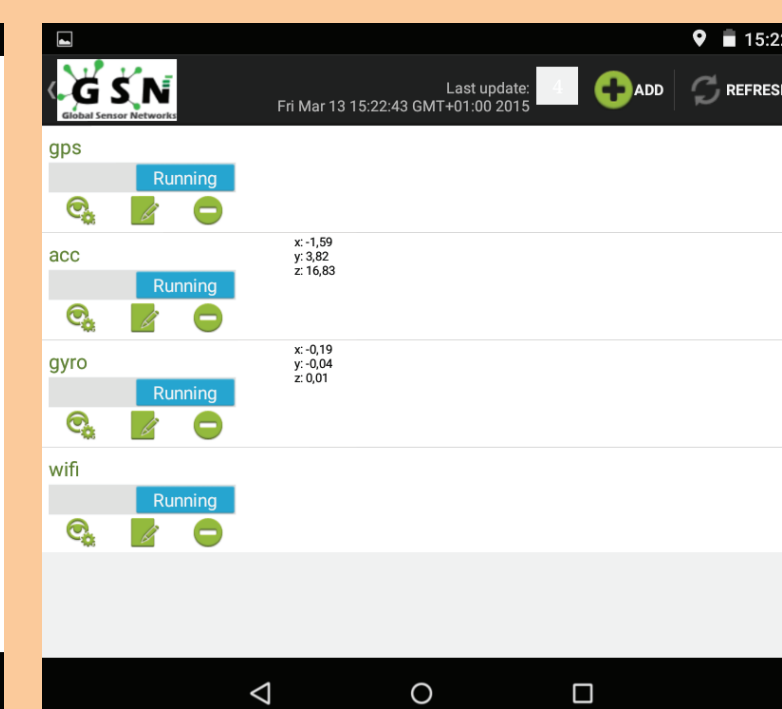 15:22
GSN
Global Sensor Networks
Last update:
Fri Mar 13 15:22:43 GMT+01:00 2015
4
ADD
REFRES
gps
Running
acc
Running
x: -1,59
y: 3,82
z: 16,83
gyro
Running
x: -0,19
y: -0,04
z: 0,01
wifi
Running